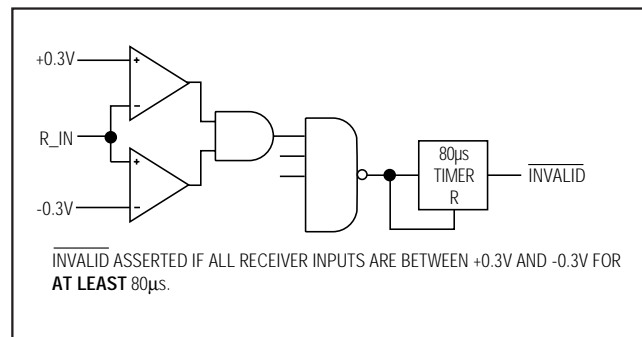 +0.3V
R_IN
-0.3V
80µs
TIMER
R
INVALID
INVALID ASSERTED IF ALL RECEIVER INPUTS ARE BETWEEN +0.3V AND -0.3V FOR
AT LEAST 80µs.